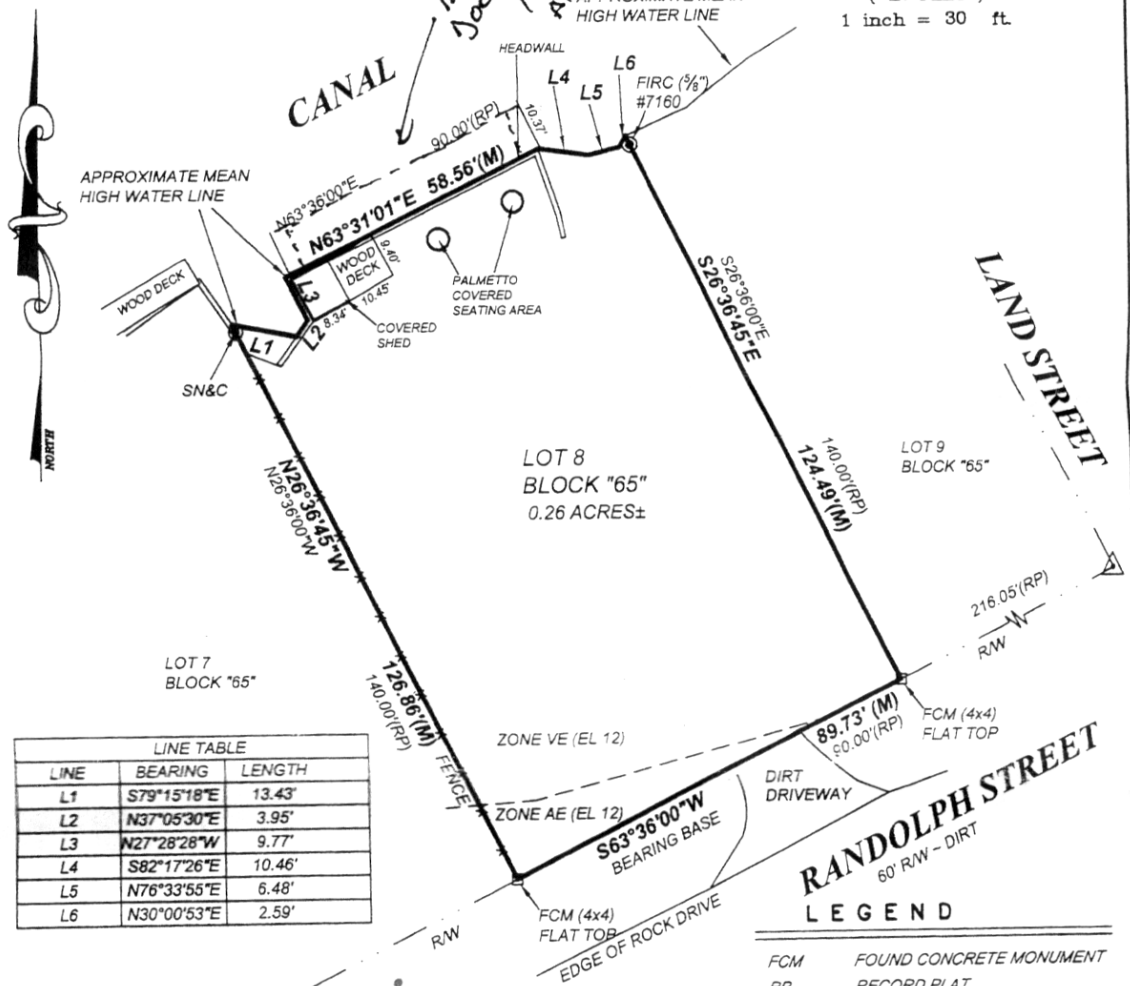 APPROXIMATE MEAN
HIGH WATER LINE
1 inch = 30 ft.
CANAL
HEADWALL
L4
L5
L6
FIRC (⅝")
#7160
10.37'
90.00'(RP)
N63°36'00"E
N63°31'01"E 58.56'(M)
APPROXIMATE MEAN
HIGH WATER LINE
WOOD DECK
WOOD
DECK
9.40'
10.45'
8.34'
L3
L2
L1
PALMETTO
COVERED
SEATING AREA
COVERED
SHED
SN&C
NORTH
S26°36'00"E
S26°36'45"E
LAND STREET
LOT 8
BLOCK "65"
0.26 ACRES±
140.00'(RP)
124.49'(M)
LOT 9
BLOCK "65"
N26°36'45"W
N26°36'00"W
216.05'(RP)
R/W
LOT 7
BLOCK "65"
126.86'(M)
140.00'(RP)
FENCE
ZONE VE (EL 12)
ZONE AE (EL 12)
89.73' (M)
90.00'(RP)
FCM (4x4)
FLAT TOP
DIRT
DRIVEWAY
S63°36'00"W
BEARING BASE
RANDOLPH STREET
60' R/W ~ DIRT
LINE TABLE
LINE BEARING LENGTH
L1 S79°15'18"E 13.43'
L2 N37°05'30"E 3.95'
L3 N27°28'28"W 9.77'
L4 S82°17'26"E 10.46'
L5 N76°33'55"E 6.48'
L6 N30°00'53"E 2.59'
FCM (4x4)
FLAT TOP
R/W
EDGE OF ROCK DRIVE
LEGEND
FCM FOUND CONCRETE MONUMENT
RP RECORD PLAT